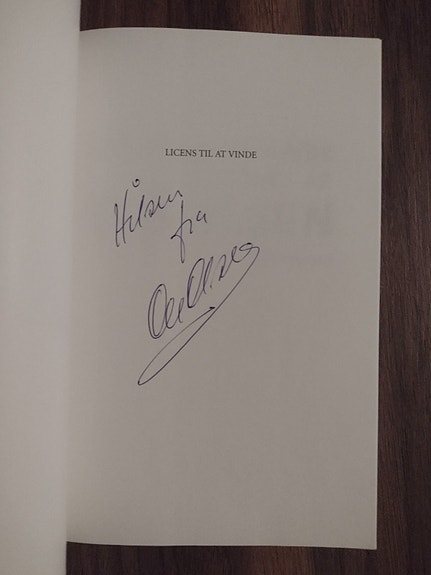 LICENS TIL AT VINDE
Hilsen
fra